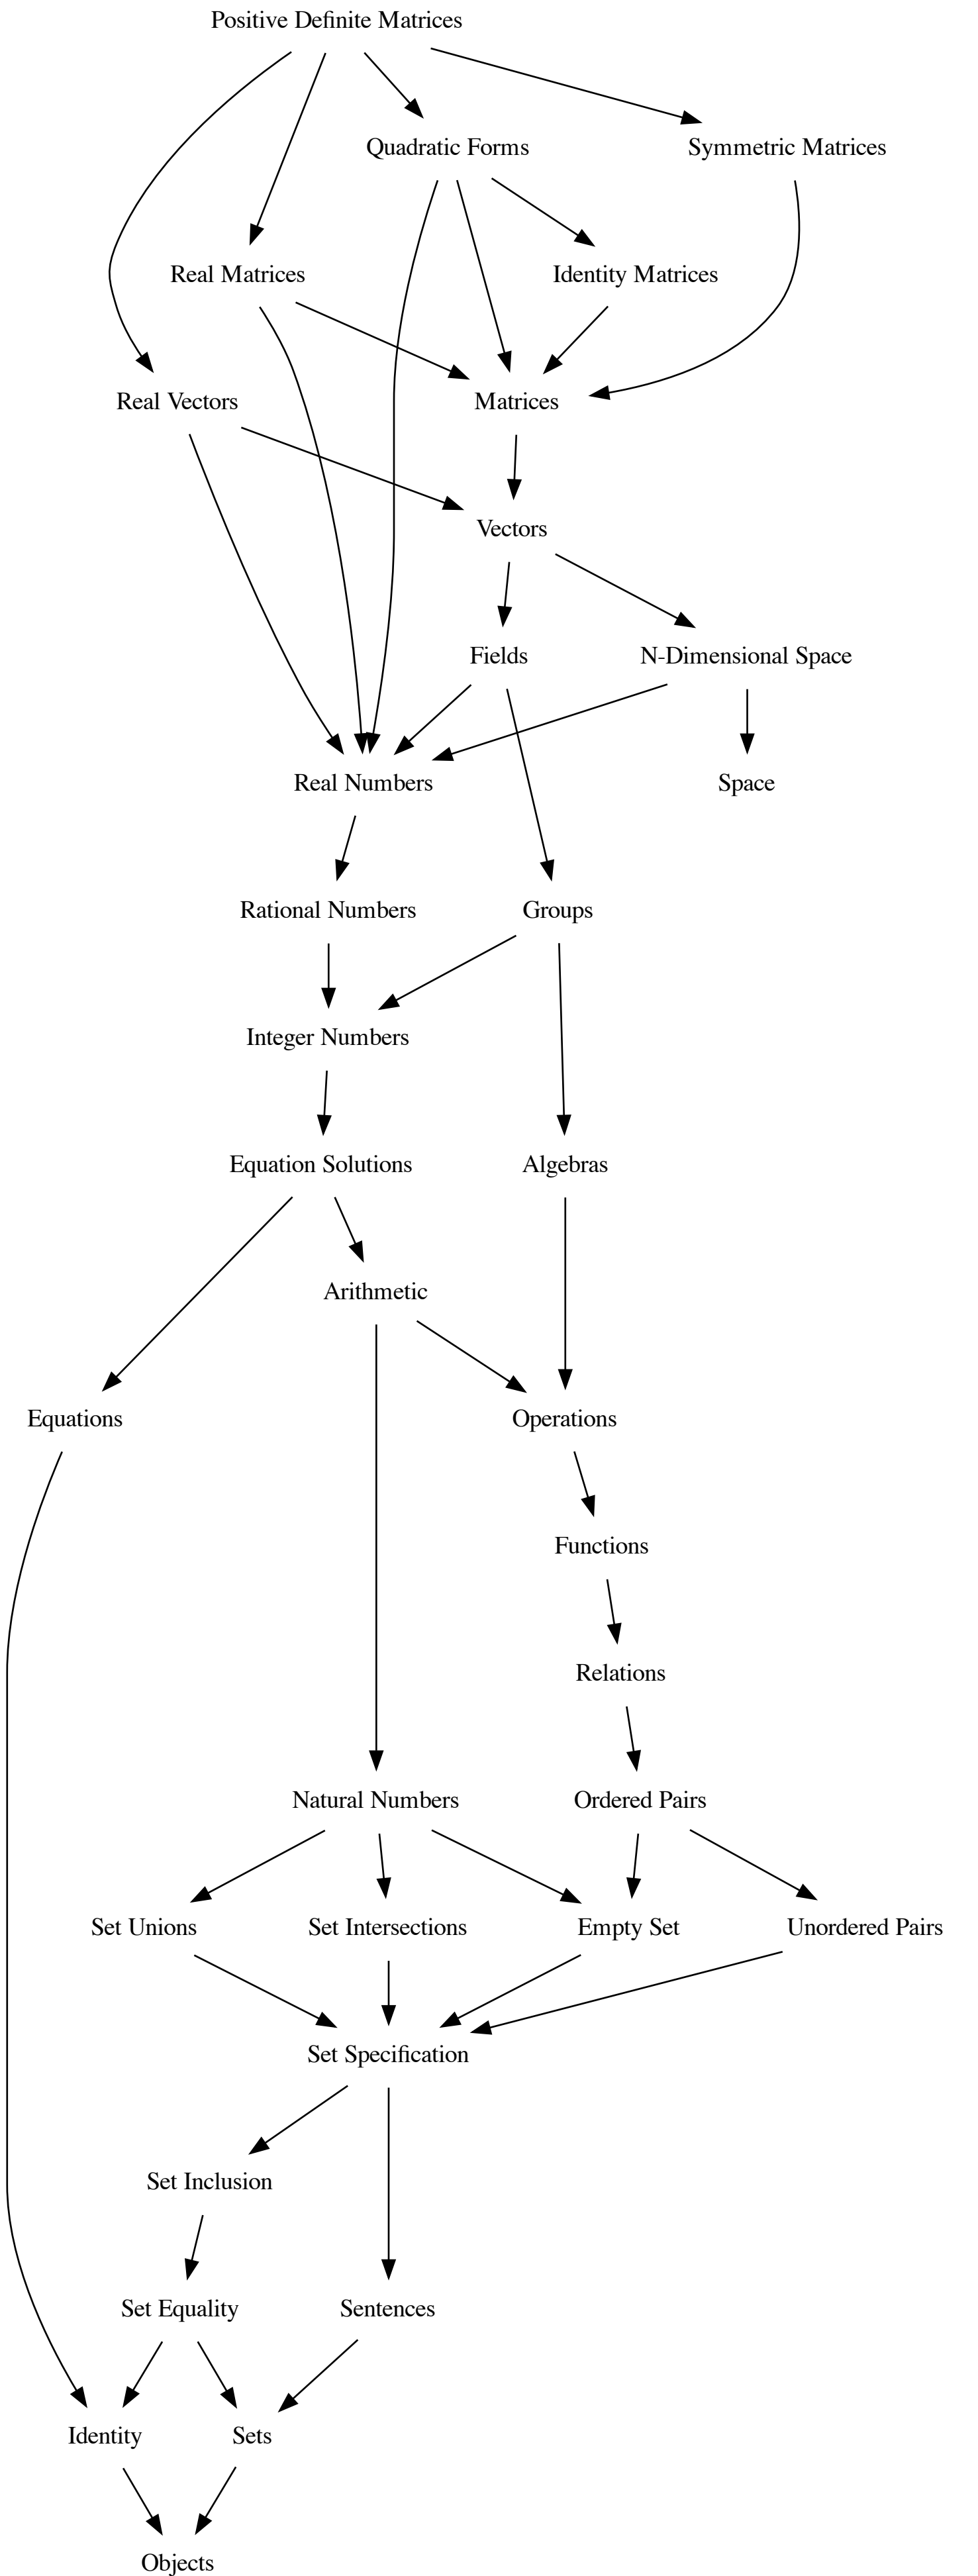 Positive Definite Matrices
Quadratic Forms
Symmetric Matrices
Real Matrices
Identity Matrices
Real Vectors
Matrices
Vectors
Fields
N-Dimensional Space
Real Numbers
Space
Rational Numbers
Groups
Integer Numbers
Equation Solutions
Algebras
Arithmetic
Equations
Operations
Functions
Relations
Natural Numbers
Ordered Pairs
Set Unions
Set Intersections
Empty Set
Unordered Pairs
Set Specification
Set Inclusion
Set Equality
Sentences
Identity
Sets
Objects